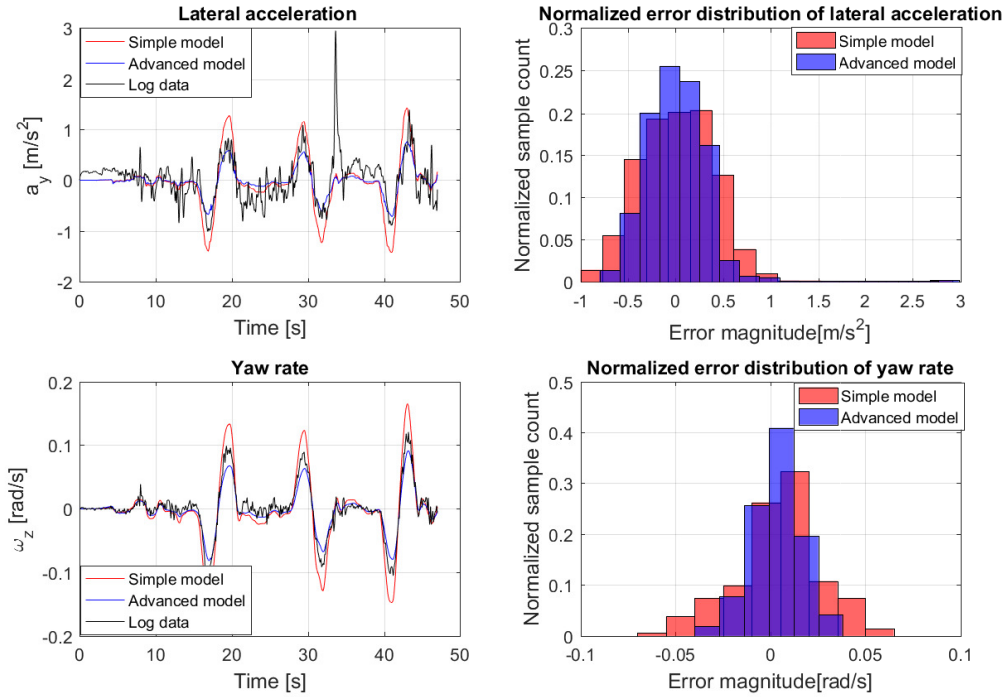 Lateral acceleration
3
2
1
0
-1
-2
a_y [m/s^2]
Simple model
Advanced model
Log data
0 10 20 30 40 50
Time [s]
Normalized error distribution of lateral acceleration
0.3
0.25
0.2
0.15
0.1
0.05
0
Normalized sample count
Simple model
Advanced model
-1 -0.5 0 0.5 1 1.5 2 2.5 3
Error magnitude[m/s^2]
Yaw rate
0.2
0.1
0
-0.1
-0.2
ω_z [rad/s]
Simple model
Advanced model
Log data
0 10 20 30 40 50
Time [s]
Normalized error distribution of yaw rate
0.5
0.4
0.3
0.2
0.1
0
Normalized sample count
Simple model
Advanced model
-0.1 -0.05 0 0.05 0.1
Error magnitude[rad/s]